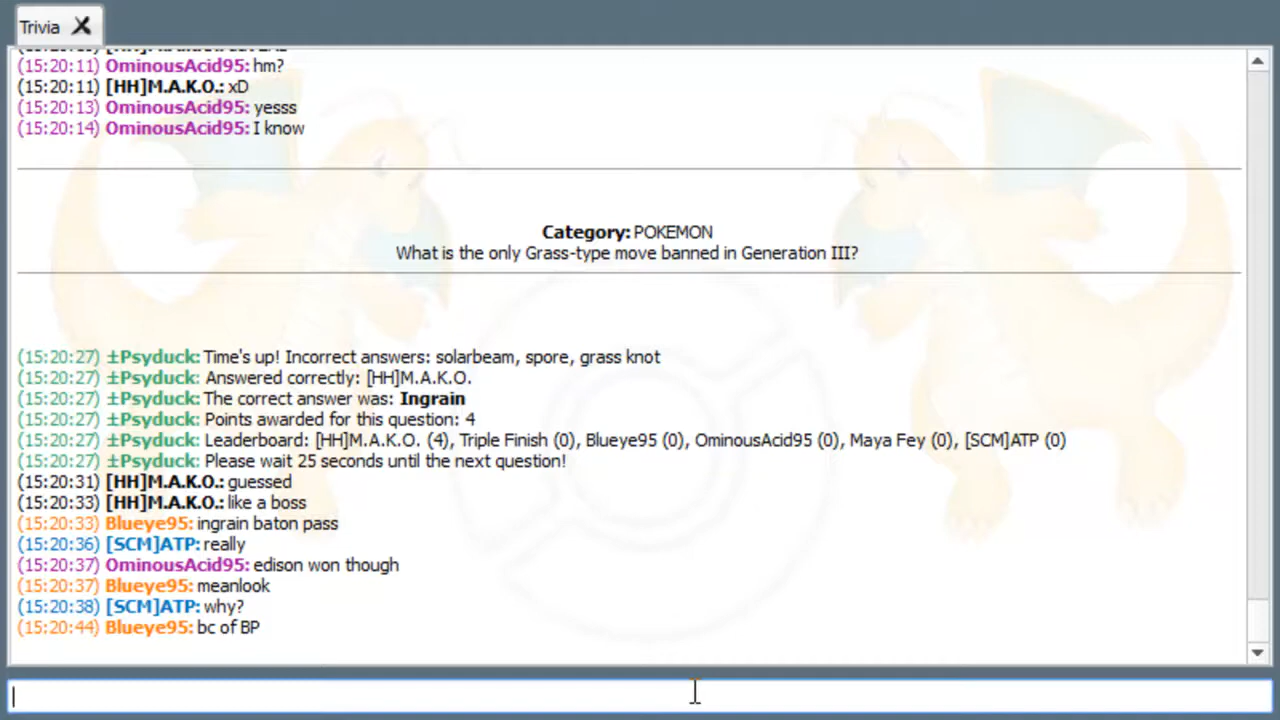 Trivia X
(15:20:11) OminousAcid95: hm?
(15:20:11) [HH]M.A.K.O.: xD
(15:20:13) OminousAcid95: yesss
(15:20:14) OminousAcid95: I know
Category: POKEMON
What is the only Grass-type move banned in Generation III?
(15:20:27) ±Psyduck: Time's up! Incorrect answers: solarbeam, spore, grass knot
(15:20:27) ±Psyduck: Answered correctly: [HH]M.A.K.O.
(15:20:27) ±Psyduck: The correct answer was: Ingrain
(15:20:27) ±Psyduck: Points awarded for this question: 4
(15:20:27) ±Psyduck: Leaderboard: [HH]M.A.K.O. (4), Triple Finish (0), Blueye95 (0), OminousAcid95 (0), Maya Fey (0), [SCM]ATP (0)
(15:20:27) ±Psyduck: Please wait 25 seconds until the next question!
(15:20:31) [HH]M.A.K.O.: guessed
(15:20:33) [HH]M.A.K.O.: like a boss
(15:20:33) Blueye95: ingrain baton pass
(15:20:36) [SCM]ATP: really
(15:20:37) OminousAcid95: edison won though
(15:20:37) Blueye95: meanlook
(15:20:38) [SCM]ATP: why?
(15:20:44) Blueye95: bc of BP